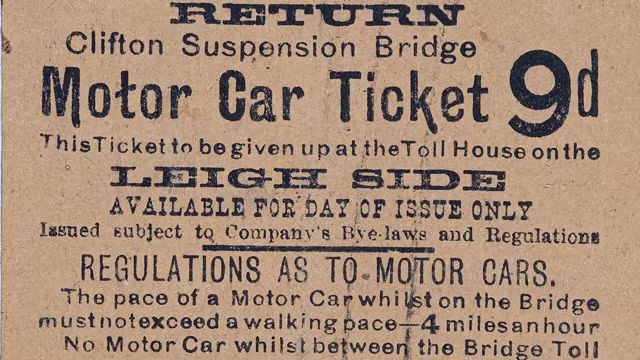 RETURN
Clifton Suspension Bridge
Motor Car Ticket 9d
This Ticket to be given up at the Toll House on the
LEIGH SIDE
AVAILABLE FOR DAY OF ISSUE ONLY
Issued subject to Company's Bye-laws and Regulations
REGULATIONS AS TO MOTOR CARS.
The pace of a Motor Car whilst on the Bridge
must not exceed a walking pace—4 miles an hour
No Motor Car whilst between the Bridge Toll